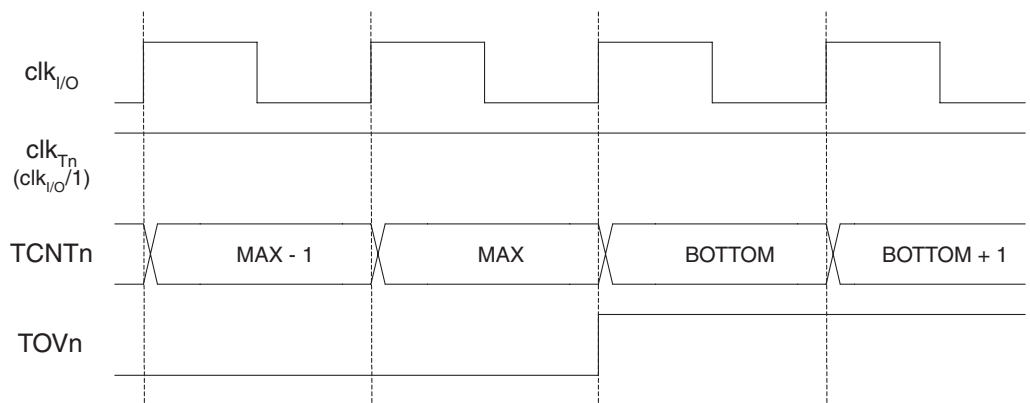 clkI/O
clkTn
(clkI/O/1)
TCNTn MAX - 1 MAX BOTTOM BOTTOM + 1
TOVn